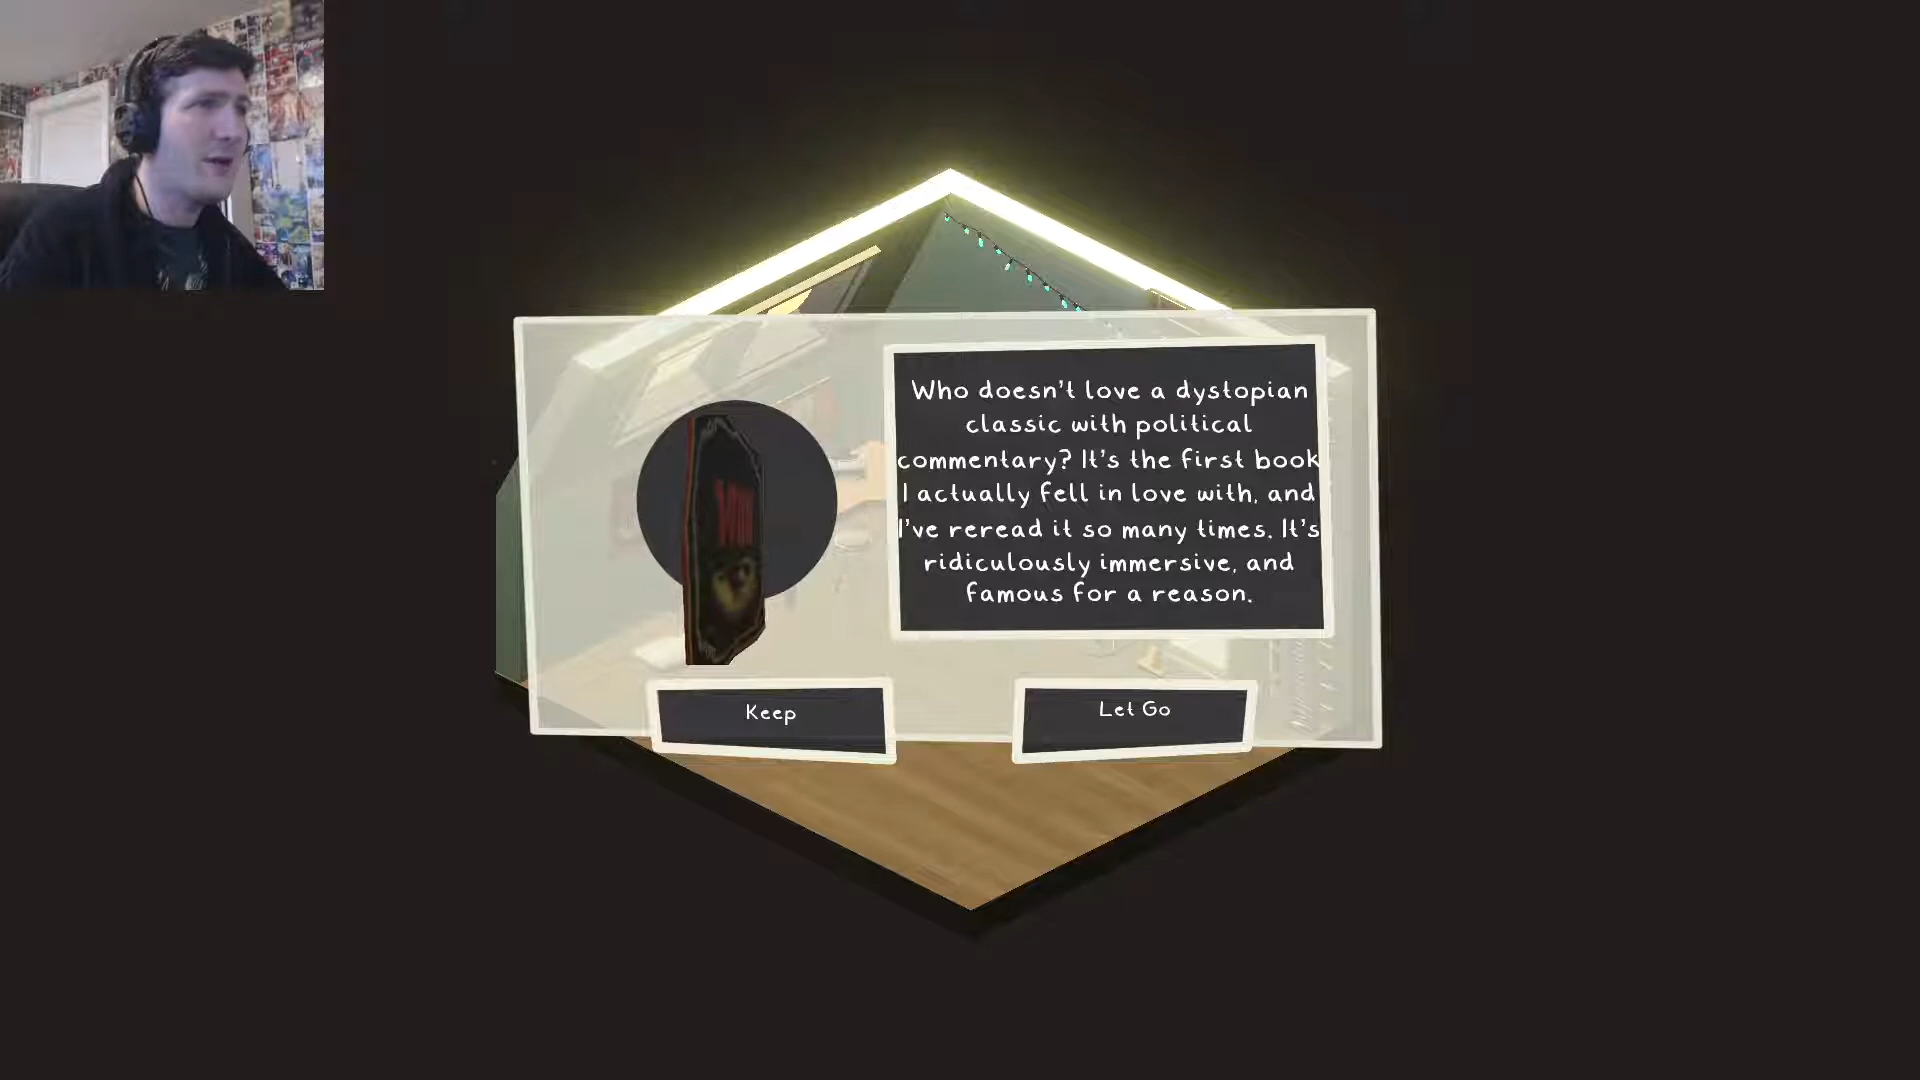 Who doesn't love a dystopian
classic with political
commentary? It's the first book
I actually fell in love with, and
I've reread it so many times. It's
ridiculously immersive, and
famous for a reason.
Keep
Let Go